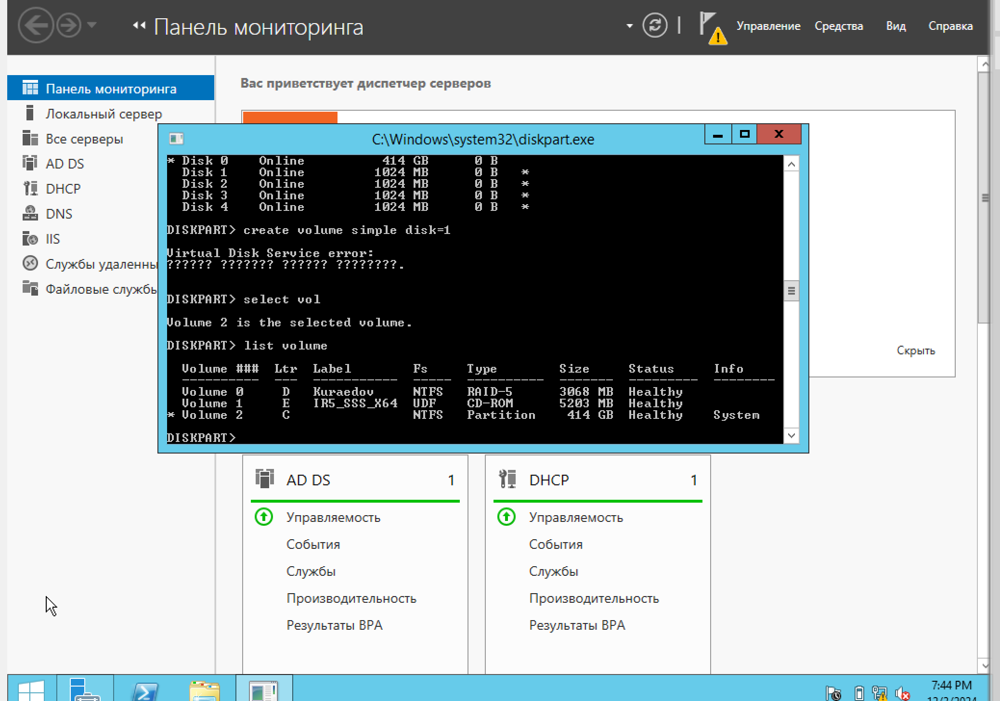 Панель мониторинга
Управление Средства Вид Справка
Панель мониторинга
Локальный сервер
Все серверы
AD DS
DHCP
DNS
IIS
Службы удаленны
Файловые службы
Вас приветствует диспетчер серверов
C:\Windows\system32\diskpart.exe
* Disk 0 Online 414 GB 0 B
Disk 1 Online 1024 MB 0 B *
Disk 2 Online 1024 MB 0 B *
Disk 3 Online 1024 MB 0 B *
Disk 4 Online 1024 MB 0 B *
DISKPART> create volume simple disk=1
Virtual Disk Service error:
?????? ??????? ?????? ????????.
DISKPART> select vol
Volume 2 is the selected volume.
DISKPART> list volume
Volume ### Ltr Label Fs Type Size Status Info
---------- --- ----------- ----- ---------- ------- --------- --------
Volume 0 D Kuraedov NTFS RAID-5 3068 MB Healthy
Volume 1 E IR5_SSS_X64 UDF CD-ROM 5203 MB Healthy
* Volume 2 C NTFS Partition 414 GB Healthy System
DISKPART>
Скрыть
AD DS 1
Управляемость
События
Службы
Производительность
Результаты BPA
DHCP 1
Управляемость
События
Службы
Производительность
Результаты BPA
7:44 PM